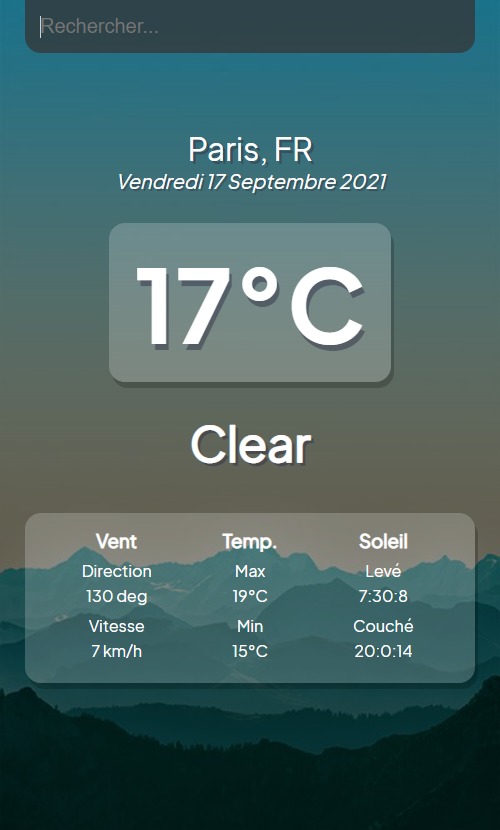 Rechercher...
Paris, FR
Vendredi 17 Septembre 2021
17°C
Clear
Vent Temp. Soleil
Direction Max Levé
130 deg 19°C 7:30:8
Vitesse Min Couché
7 km/h 15°C 20:0:14